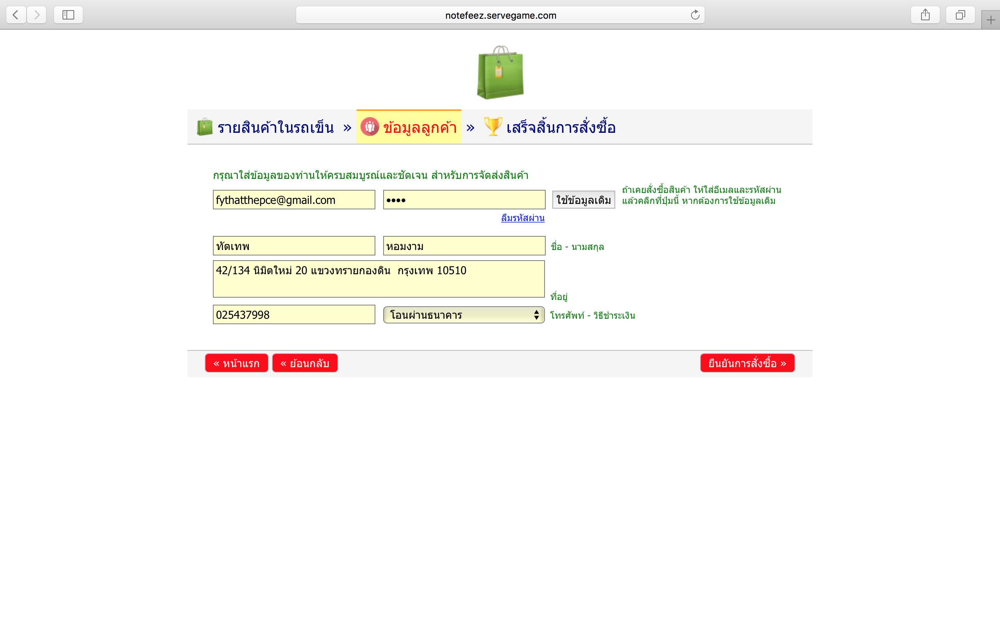 notefeez.servegame.com
รายสินค้าในรถเข็น » ข้อมูลลูกค้า » เสร็จสิ้นการสั่งซื้อ
กรุณาใส่ข้อมูลของท่านให้ครบสมบูรณ์และชัดเจน สำหรับการจัดส่งสินค้า
fythatthepce@gmail.com •••• ใช้ข้อมูลเดิม ถ้าเคยสั่งซื้อสินค้า ให้ใส่อีเมลและรหัสผ่าน
แล้วคลิกที่ปุ่มนี้ หากต้องการใช้ข้อมูลเดิม
ลืมรหัสผ่าน
ทัตเทพ หอมงาม ชื่อ - นามสกุล
42/134 นิมิตใหม่ 20 แขวงทรายกองดิน กรุงเทพ 10510
ที่อยู่
025437998 โอนผ่านธนาคาร โทรศัพท์ - วิธีชำระเงิน
« หน้าแรก « ย้อนกลับ ยืนยันการสั่งซื้อ »